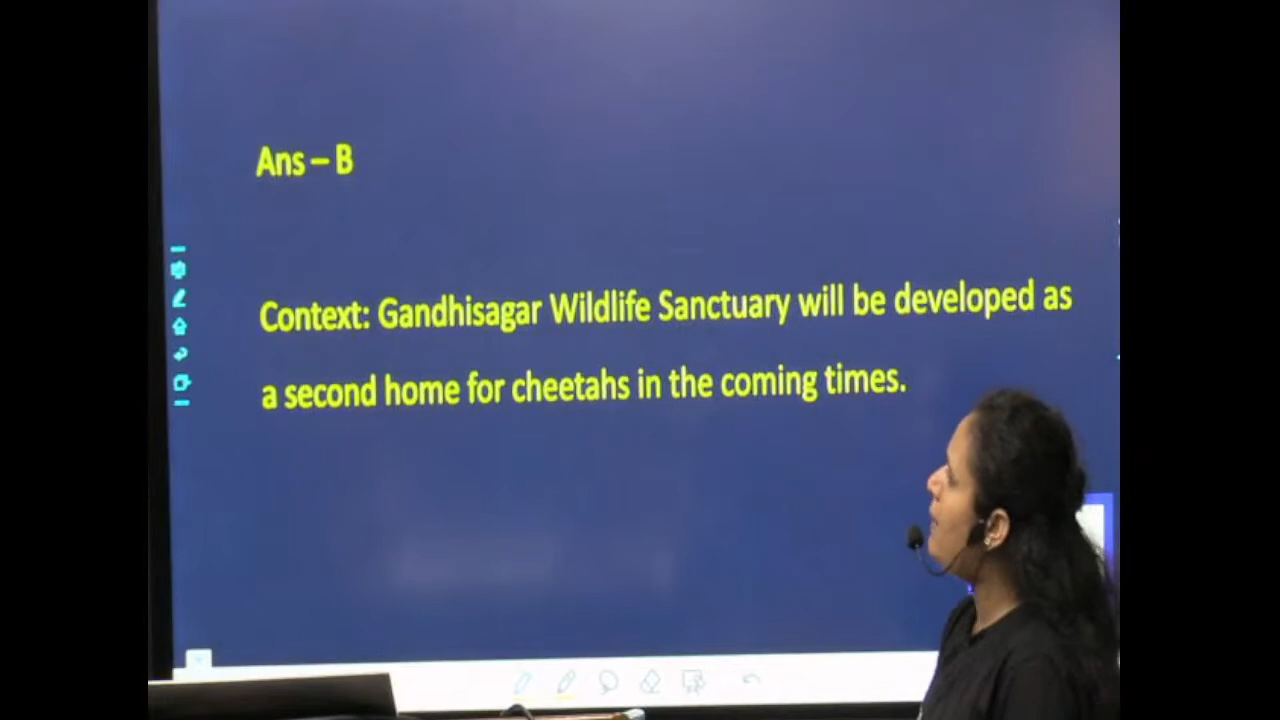 Ans – B
Context: Gandhisagar Wildlife Sanctuary will be developed as
a second home for cheetahs in the coming times.